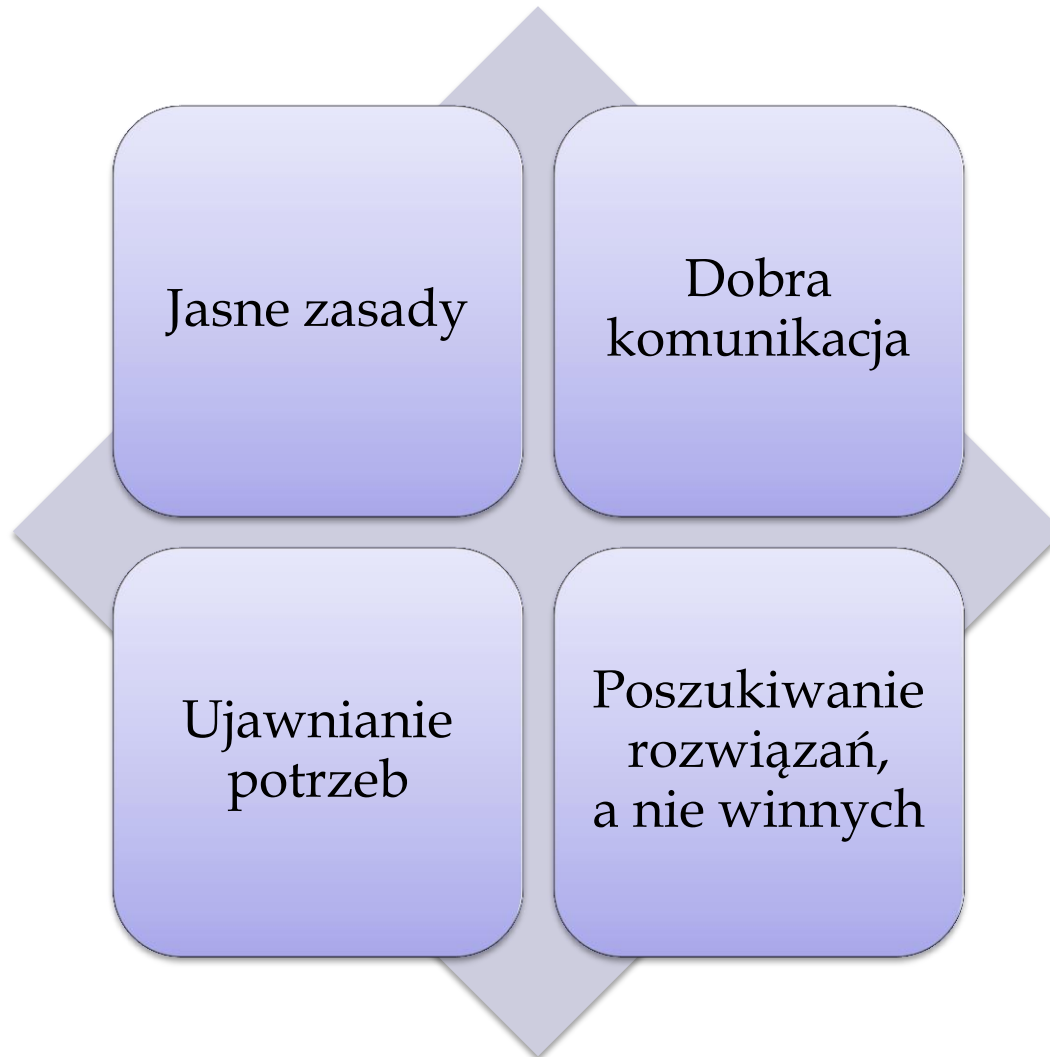 Jasne zasady
Dobra
komunikacja
Ujawnianie
potrzeb
Poszukiwanie
rozwiązań,
a nie winnych